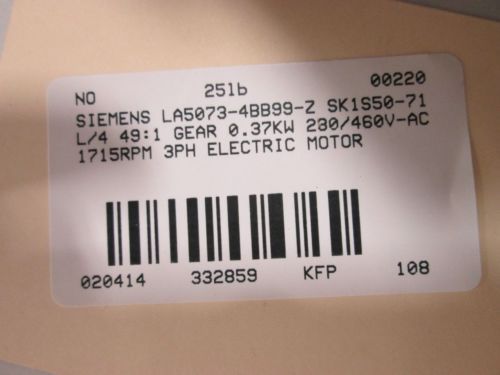 NO 25lb 00220
SIEMENS LA5073-4BB99-Z SK1S50-71
L/4 49:1 GEAR 0.37KW 230/460V-AC
1715RPM 3PH ELECTRIC MOTOR
020414 332859 KFP 108